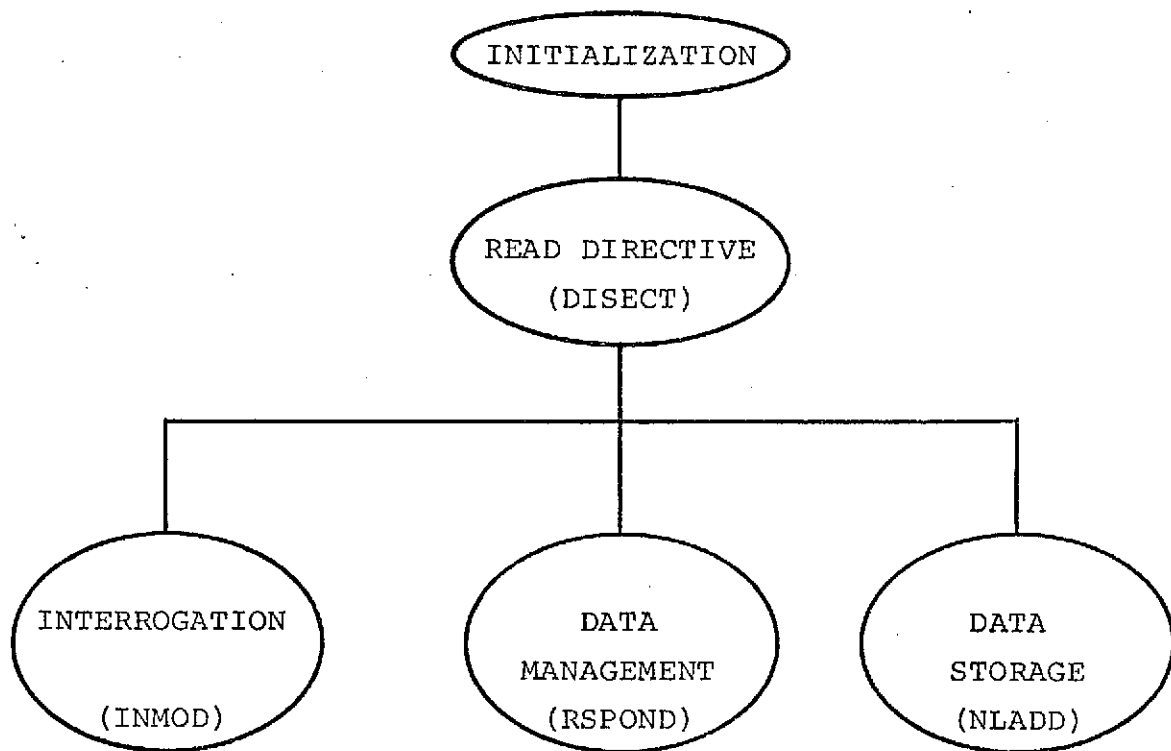 INITIALIZATION
READ DIRECTIVE
(DISECT)
INTERROGATION
(INMOD)
DATA
MANAGEMENT
(RSPOND)
DATA
STORAGE
(NLADD)